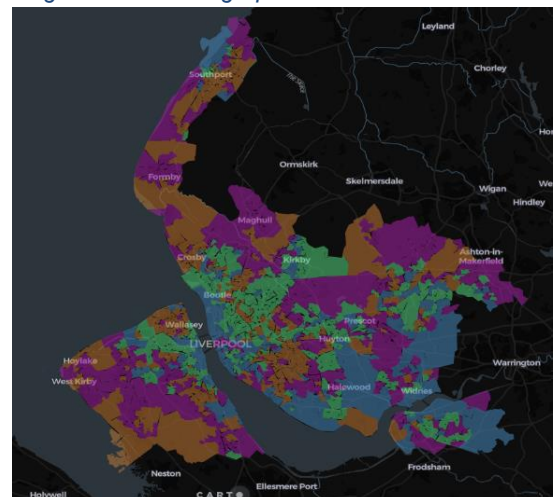 Leyland
Southport
Chorley
Ormskirk
Formby
Skelmersdale
Wigan
Hindley
Maghull
Ashton-in-
Makerfield
Crosby
Kirkby
Bootle
Prescot
Wallasey
LIVERPOOL
Huyton
Hoylake
Warrington
West Kirby
Halewood
Widnes
Neston
Frodsham
Ellesmere Port
Holywell
CARTO